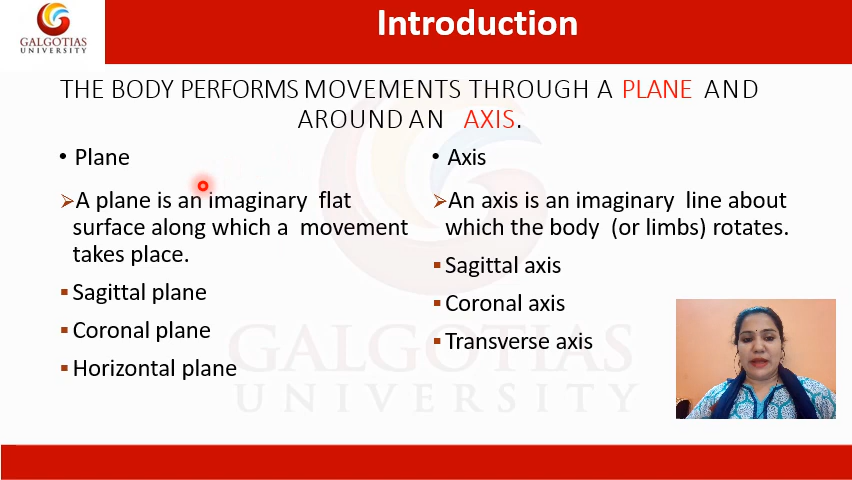 GALGOTIAS
UNIVERSITY
Introduction
THE BODY PERFORMS MOVEMENTS THROUGH A PLANE AND
AROUND AN AXIS.
• Plane
➢A plane is an imaginary flat
surface along which a movement
takes place.
▪ Sagittal plane
▪ Coronal plane
▪ Horizontal plane
• Axis
➢An axis is an imaginary line about
which the body (or limbs) rotates.
▪ Sagittal axis
▪ Coronal axis
▪ Transverse axis
GALGOTIAS
UNIVERSITY